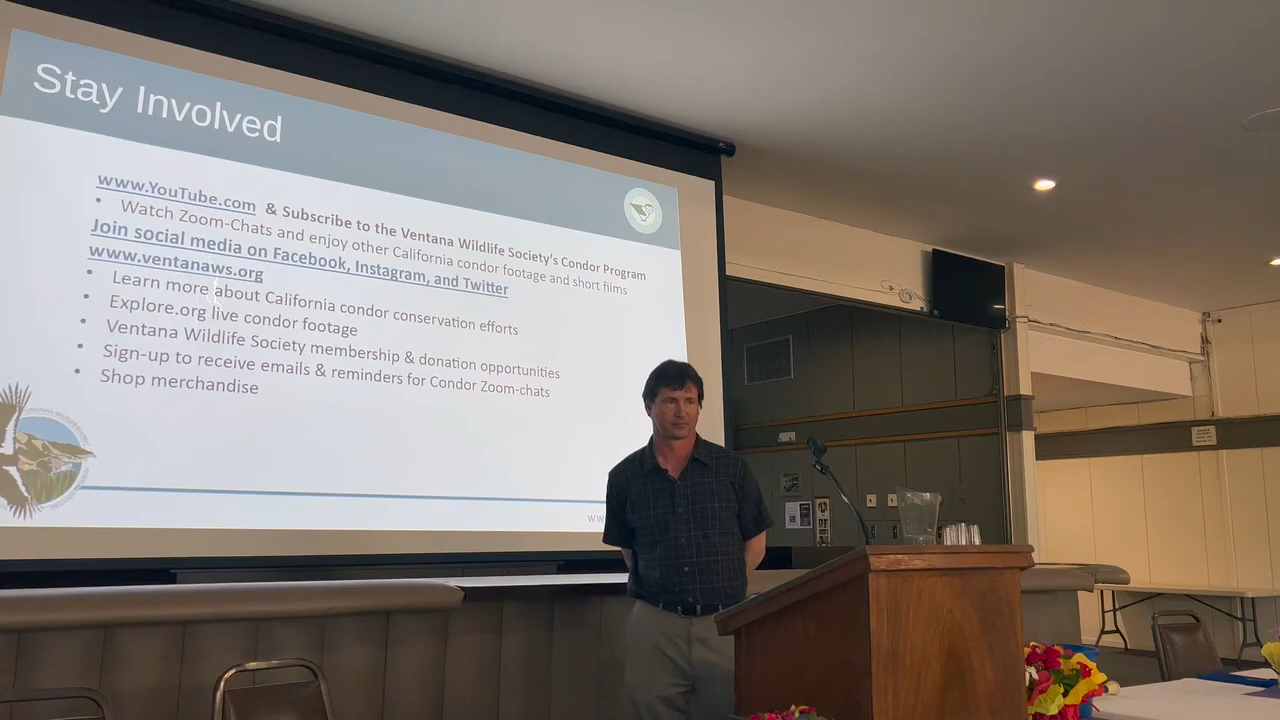 Stay Involved
www.YouTube.com & Subscribe to the Ventana Wildlife Society's Condor Program
• Watch Zoom-Chats and enjoy other California condor footage and short films
Join social media on Facebook, Instagram, and Twitter
www.ventanaws.org
• Learn more about California condor conservation efforts
• Explore.org live condor footage
• Ventana Wildlife Society membership & donation opportunities
• Sign-up to receive emails & reminders for Condor Zoom-chats
• Shop merchandise